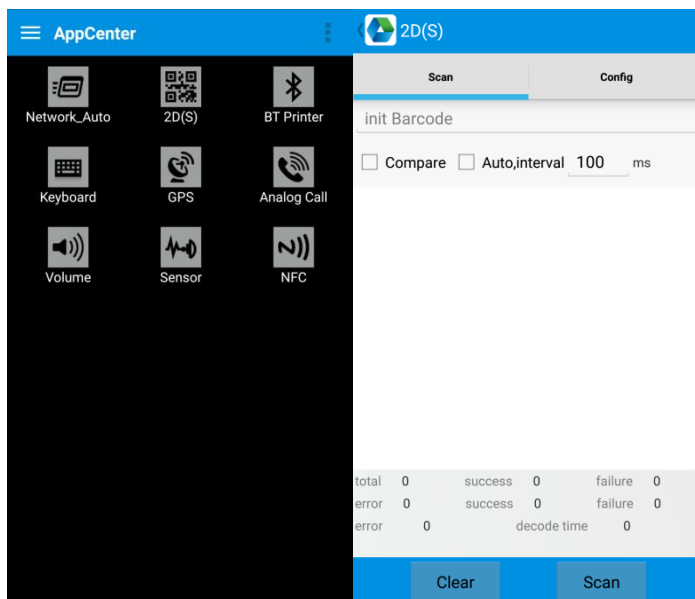 AppCenter
Network_Auto 2D(S) BT Printer
Keyboard GPS Analog Call
Volume Sensor NFC
2D(S)
Scan Config
init Barcode
Compare Auto,interval 100 ms
total 0 success 0 failure 0
error 0 success 0 failure 0
error 0 decode time 0
Clear Scan